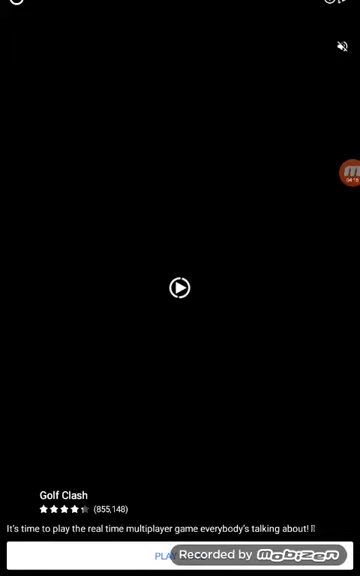 Golf Clash
(855,148)
It's time to play the real time multiplayer game everybody's talking about!
PLAY
Recorded by mobizen